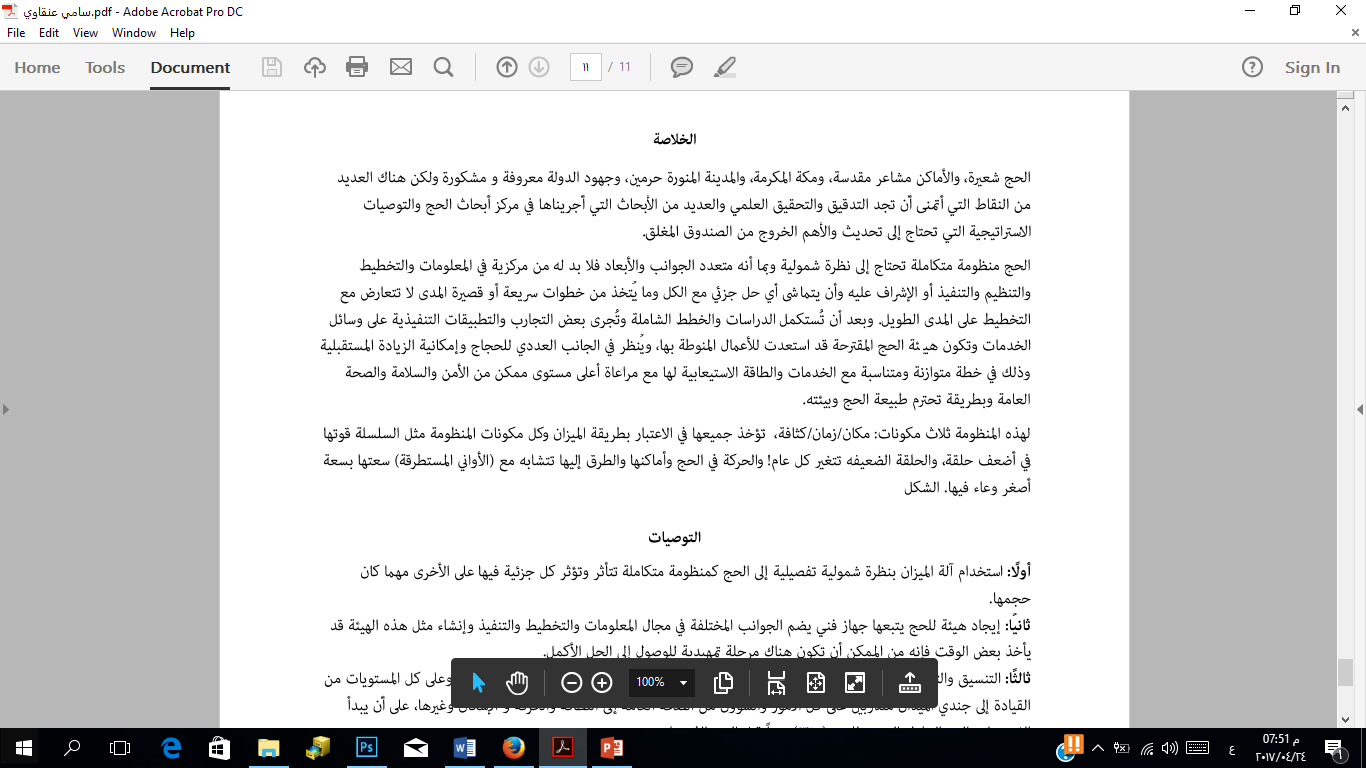 سامي عنقاوي.pdf - Adobe Acrobat Pro DC
File Edit View Window Help
Home Tools Document ١١ / 11 Sign In
الخلاصة
الحج شعيرة، والأماكن مشاعر مقدسة، ومكة المكرمة، والمدينة المنورة حرمين، وجهود الدولة معروفة و مشكورة ولكن هناك العديد
من النقاط التي أتمنى أن تجد التدقيق والتحقيق العلمي والعديد من الأبحاث التي أجريناها في مركز أبحاث الحج والتوصيات
الاستراتيجية التي تحتاج إلى تحديث والأهم الخروج من الصندوق المغلق.
الحج منظومة متكاملة تحتاج إلى نظرة شمولية وبما أنه متعدد الجوانب والأبعاد فلا بد له من مركزية في المعلومات والتخطيط
والتنظيم والتنفيذ أو الإشراف عليه وأن يتماشى أي حل جزئي مع الكل وما يُتخذ من خطوات سريعة أو قصيرة المدى لا تتعارض مع
التخطيط على المدى الطويل. وبعد أن تُستكمل الدراسات والخطط الشاملة وتُجرى بعض التجارب والتطبيقات التنفيذية على وسائل
الخدمات وتكون هيئة الحج المقترحة قد استعدت للأعمال المنوطة بها، ويُنظر في الجانب العددي للحجاج وإمكانية الزيادة المستقبلية
وذلك في خطة متوازنة ومتناسبة مع الخدمات والطاقة الاستيعابية لها مع مراعاة أعلى مستوى ممكن من الأمن والسلامة والصحة
العامة وبطريقة تحترم طبيعة الحج وبيئته.
لهذه المنظومة ثلاث مكونات: مكان/زمان/كثافة، تؤخذ جميعها في الاعتبار بطريقة الميزان وكل مكونات المنظومة مثل السلسلة قوتها
في أضعف حلقة، والحلقة الضعيفه تتغير كل عام! والحركة في الحج وأماكنها والطرق إليها تتشابه مع (الأواني المستطرقة) سعتها بسعة
أصغر وعاء فيها. الشكل
التوصيات
أولًا: استخدام آلة الميزان بنظرة شمولية تفصيلية إلى الحج كمنظومة متكاملة تتأثر وتؤثر كل جزئية فيها على الأخرى مهما كان
حجمها.
ثانيًا: إيجاد هيئة للحج يتبعها جهاز فني يضم الجوانب المختلفة في مجال المعلومات والتخطيط والتنفيذ وإنشاء مثل هذه الهيئة قد
يأخذ بعض الوقت فإنه من الممكن أن تكون هناك مرحلة تمهيدية للوصول إلى الحل الأكمل.
ثالثًا: التنسيق وعلى كل المستويات من
القيادة إلى جندي وغيرها، على أن يبدأ
100%
ع 07:51 م
٢٠١٧/٠٤/٢٤